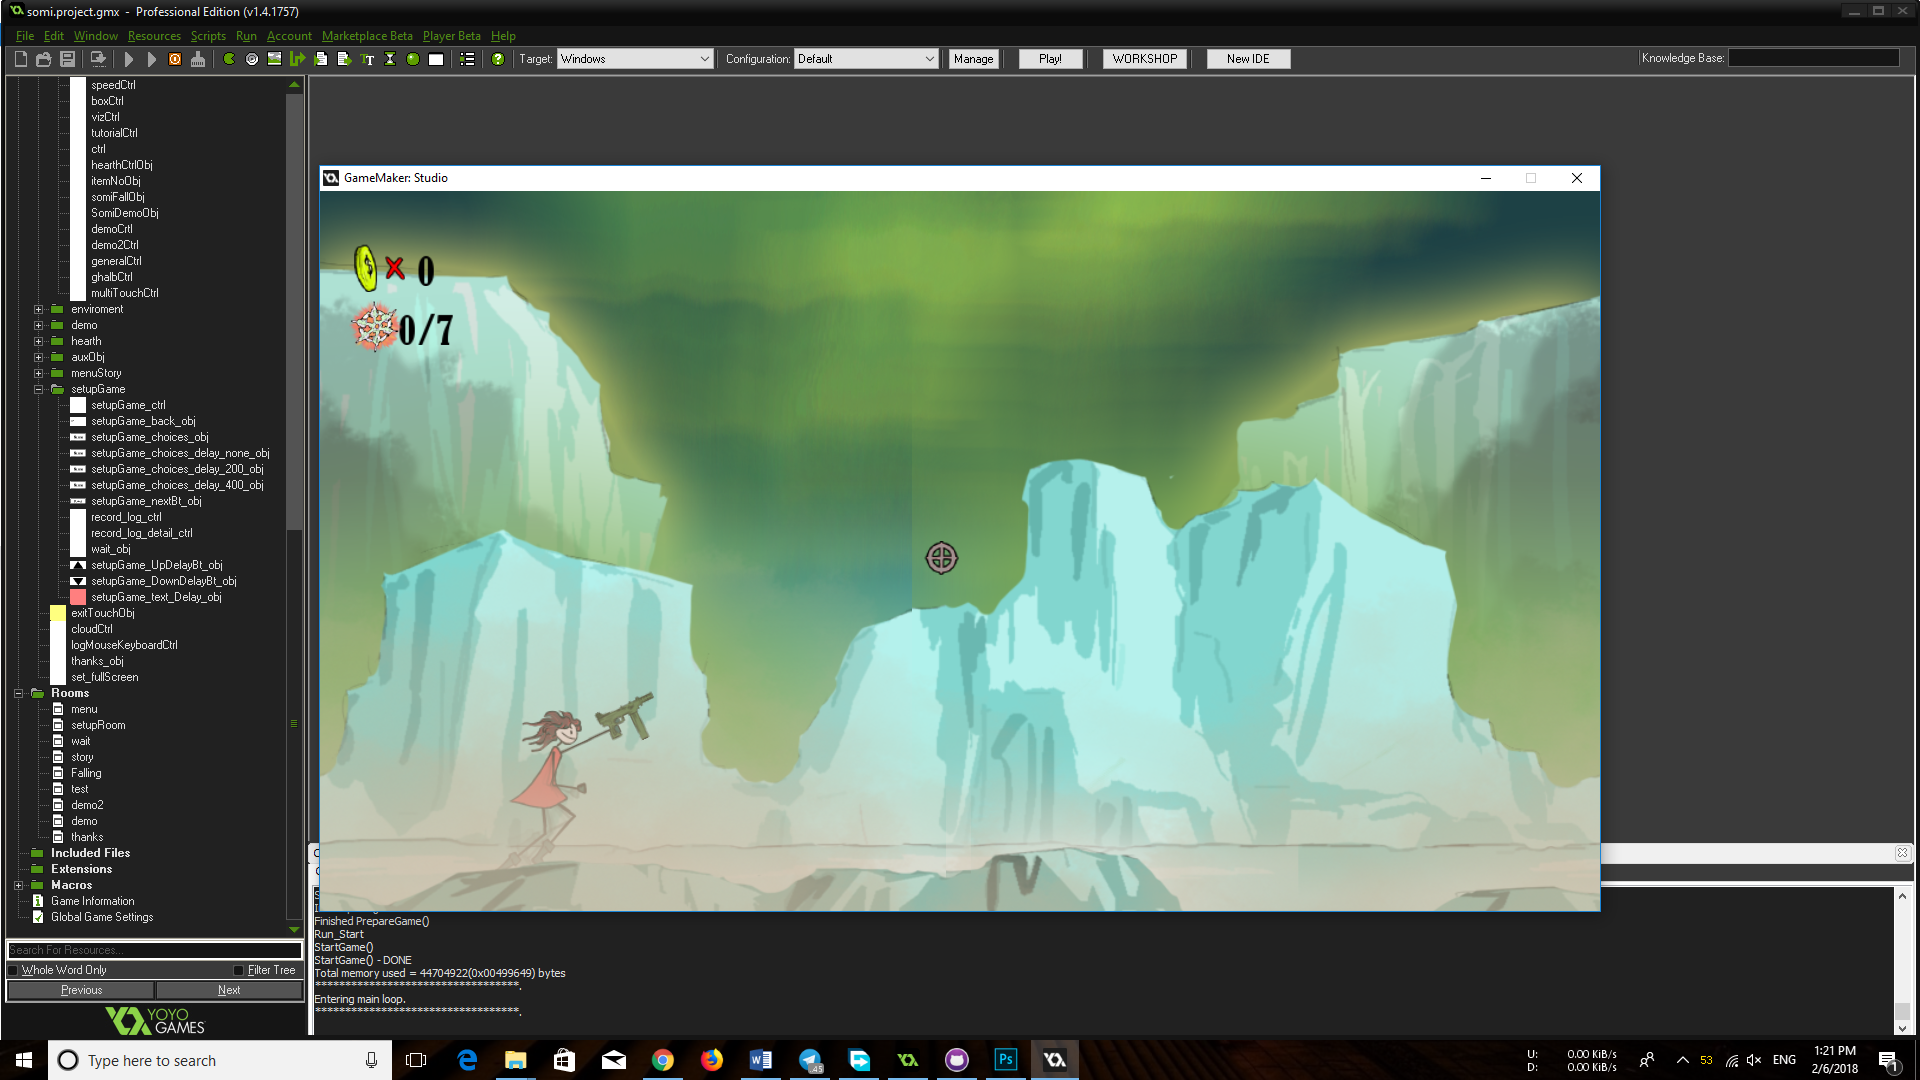 somi.project.gmx - Professional Edition (v1.4.1757)
File Edit Window Resources Scripts Run Account Marketplace Beta Player Beta Help
Target: Windows Configuration: Default Manage Play! WORKSHOP New IDE Knowledge Base:
speedCtrl
boxCtrl
vizCtrl
tutorialCtrl
ctrl
hearthCtrlObj
itemNoObj
somiFallObj
SomiDemoObj
demoCrtl
demo2Ctrl
generalCtrl
ghalbCtrl
multiTouchCtrl
enviroment
demo
hearth
auxObj
menuStory
setupGame
setupGame_ctrl
setupGame_back_obj
setupGame_choices_obj
setupGame_choices_delay_none_obj
setupGame_choices_delay_200_obj
setupGame_choices_delay_400_obj
setupGame_nextBt_obj
record_log_ctrl
record_log_detail_ctrl
wait_obj
setupGame_UpDelayBt_obj
setupGame_DownDelayBt_obj
setupGame_text_Delay_obj
exitTouchObj
cloudCtrl
logMouseKeyboardCtrl
thanks_obj
set_fullScreen
Rooms
menu
setupRoom
wait
story
Falling
test
demo2
demo
thanks
Included Files
Extensions
Macros
Game Information
Global Game Settings
Search For Resources...
Whole Word Only Filter Tree
Previous Next
YOYO
GAMES
GameMaker: Studio
× 0
0/7
Finished PrepareGame()
Run_Start
StartGame()
StartGame() - DONE
Total memory used = 44704922(0x00499649) bytes
**********************************.
Entering main loop.
**********************************.
Type here to search
45
Ps
U: 0.00 KiB/s
D: 0.00 KiB/s
53
ENG
1:21 PM
2/6/2018
1